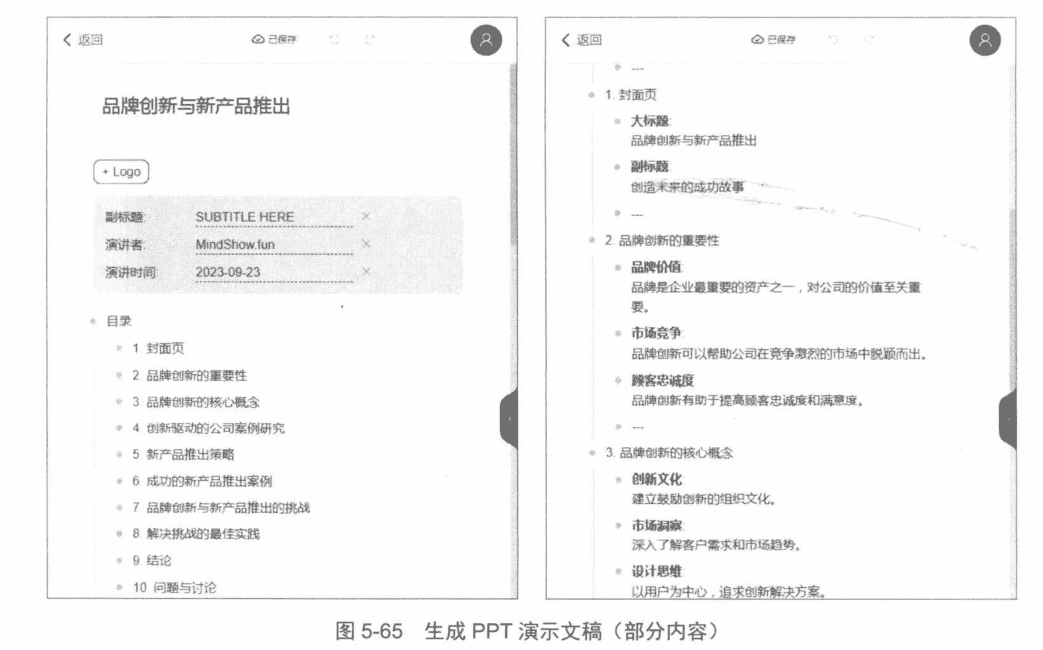 返回
已保存
品牌创新与新产品推出
+ Logo
副标题:
SUBTITLE HERE
×
演讲者:
MindShow.fun
×
演讲时间:
2023-09-23
×
目录
1. 封面页
2. 品牌创新的重要性
3. 品牌创新的核心概念
4. 创新驱动的公司案例研究
5. 新产品推出策略
6. 成功的新产品推出案例
7. 品牌创新与新产品推出的挑战
8. 解决挑战的最佳实践
9. 结论
10. 问题与讨论
返回
已保存
---
1. 封面页
大标题:
品牌创新与新产品推出
副标题:
创造未来的成功故事
---
2. 品牌创新的重要性
品牌价值:
品牌是企业最重要的资产之一，对公司的价值至关重
要。
市场竞争:
品牌创新可以帮助公司在竞争激烈的市场中脱颖而出。
顾客忠诚度:
品牌创新有助于提高顾客忠诚度和满意度。
---
3. 品牌创新的核心概念
创新文化:
建立鼓励创新的组织文化。
市场洞察:
深入了解客户需求和市场趋势。
设计思维:
以用户为中心，追求创新解决方案。
图 5-65 生成 PPT 演示文稿（部分内容）